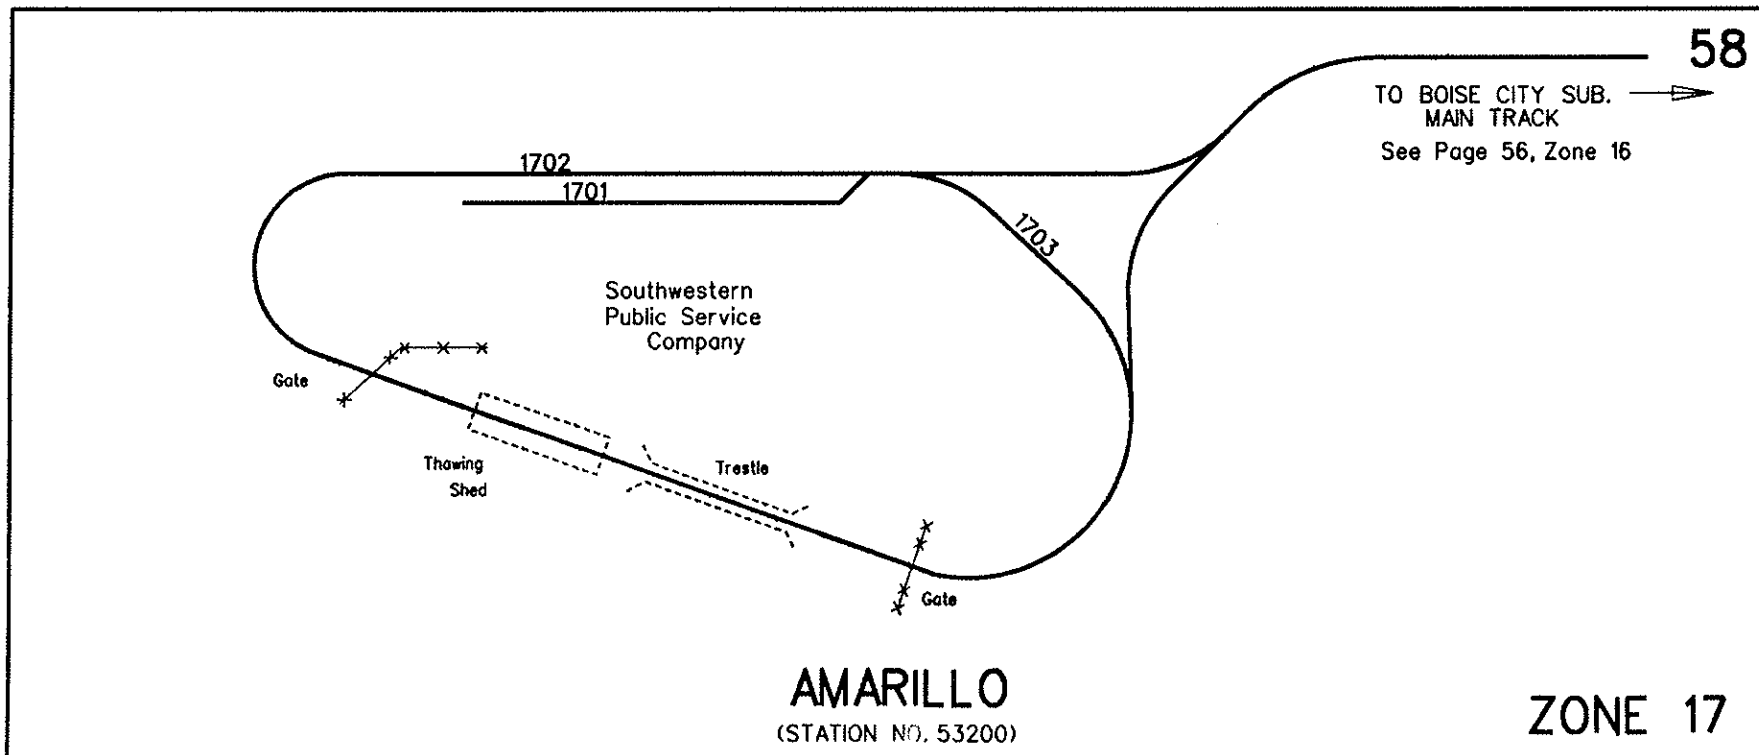 58
TO BOISE CITY SUB.
MAIN TRACK
See Page 56, Zone 16
1702
1701
1703
Southwestern
Public Service
Company
Gate
Thawing
Shed
Trestle
Gate
AMARILLO
(STATION NO. 53200)
ZONE 17